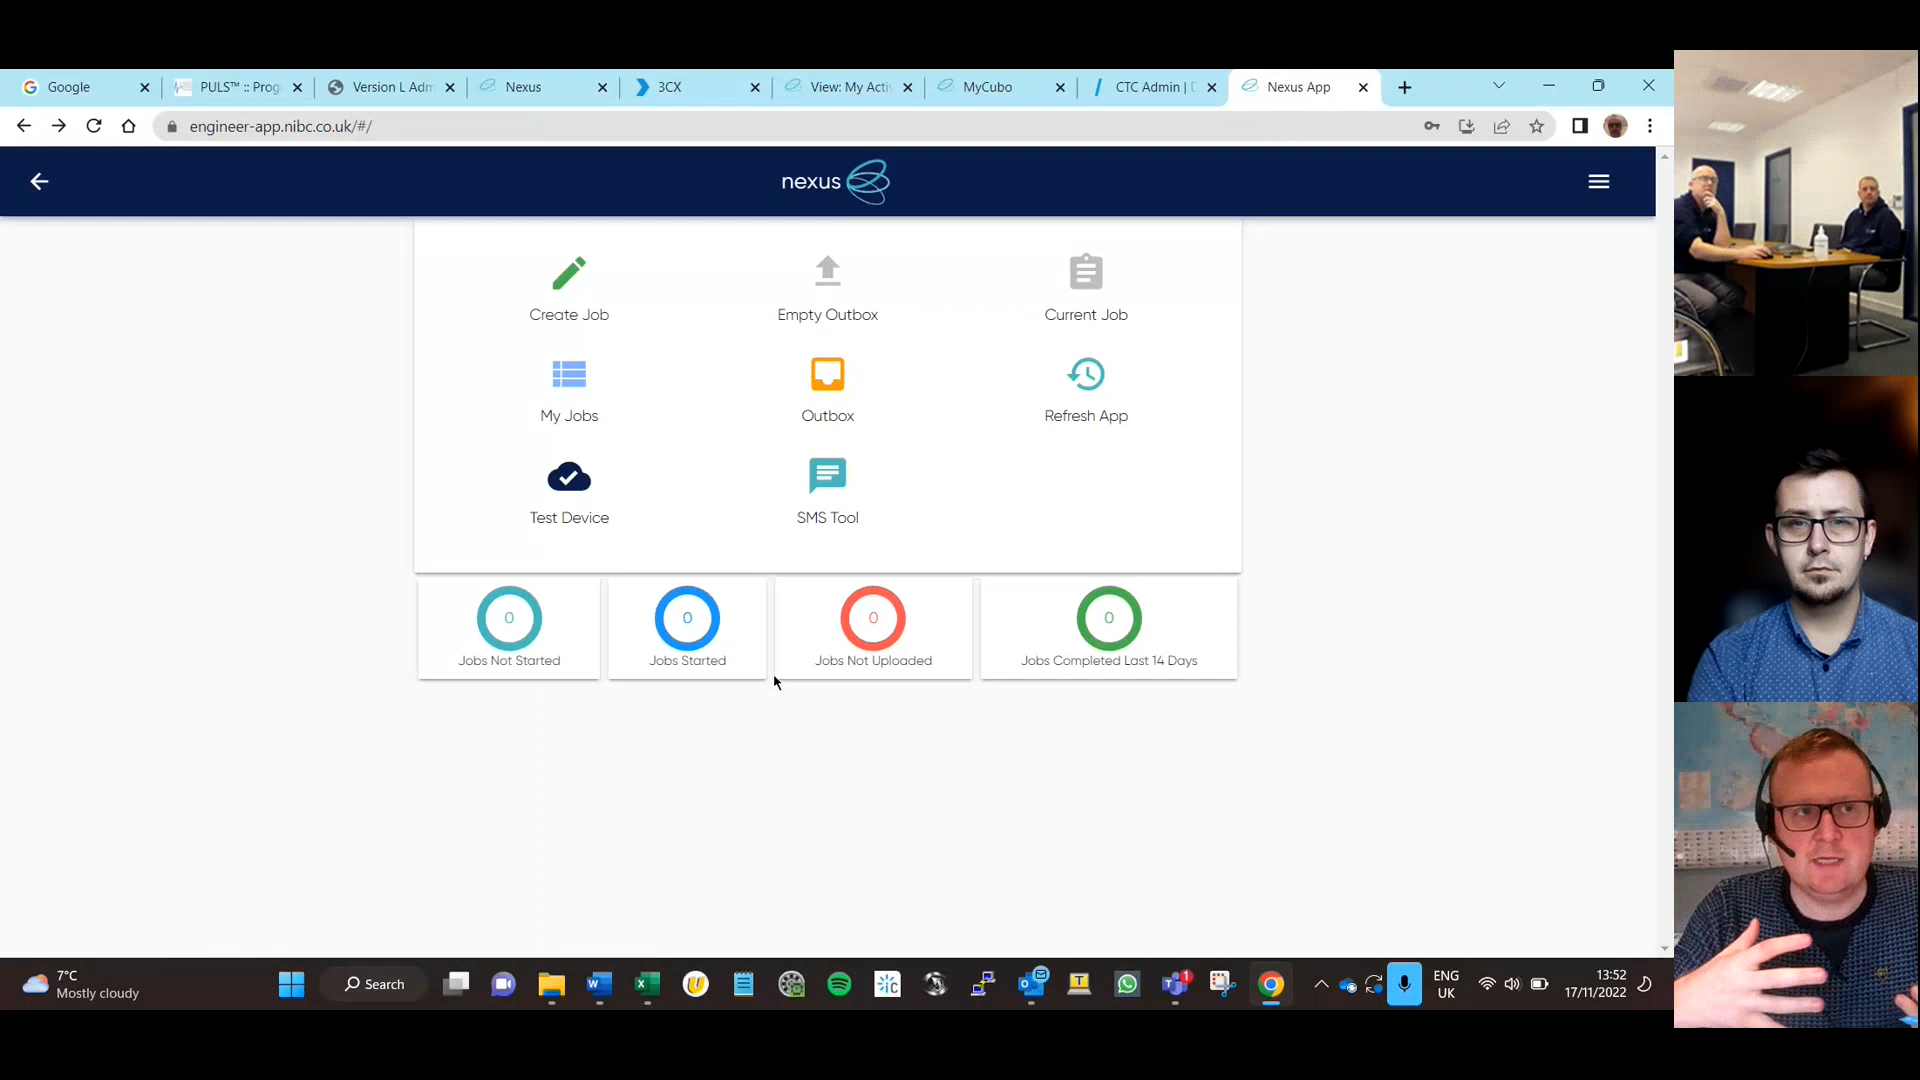 Google
PULS™ :: Prog
Version L Adm
Nexus
3CX
View: My Activ
MyCubo
CTC Admin | D
Nexus App
engineer-app.nibc.co.uk/#/
nexus
Create Job
Empty Outbox
Current Job
My Jobs
Outbox
Refresh App
Test Device
SMS Tool
0
0
0
0
Jobs Not Started
Jobs Started
Jobs Not Uploaded
Jobs Completed Last 14 Days
7°C
Mostly cloudy
Search
ENG
UK
13:52
17/11/2022